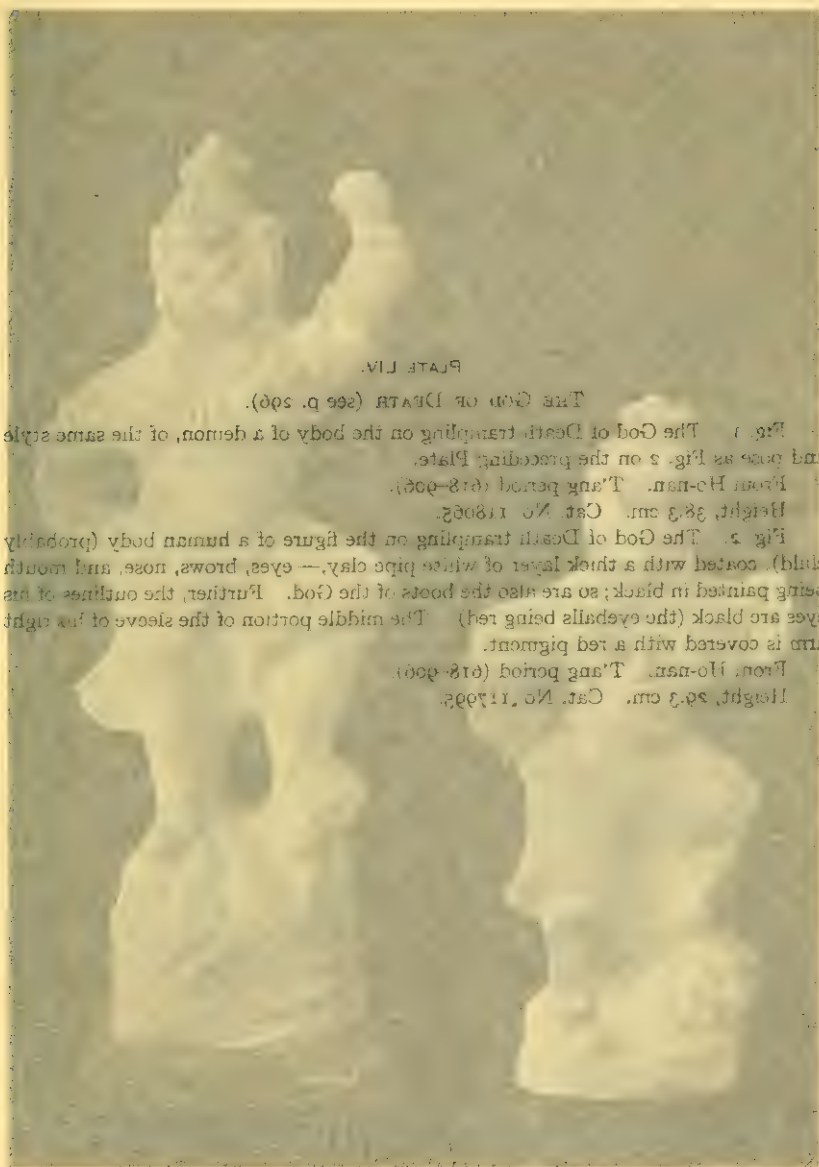 PLATE LIV.
THE GOD OF DEATH (see p. 296).
Fig. 1 The God of Death trampling on the body of a demon, of the same style
and pose as Fig. 2 on the preceding Plate.
From Ho-nan. T'ang period (618–906).
Height, 38.3 cm. Cat. No. 118065.
Fig 2. The God of Death trampling on the figure of a human body (probably
child), coated with a thick layer of white pipe clay,— eyes, brows, nose, and mouth
being painted in black; so are also the boots of the God. Further, the outlines of his
eyes are black (the eyeballs being red) The middle portion of the sleeve of his right
arm is covered with a red pigment.
From Ho-nan. T'ang period (618–906).
Height, 29.3 cm. Cat. No. 117995.